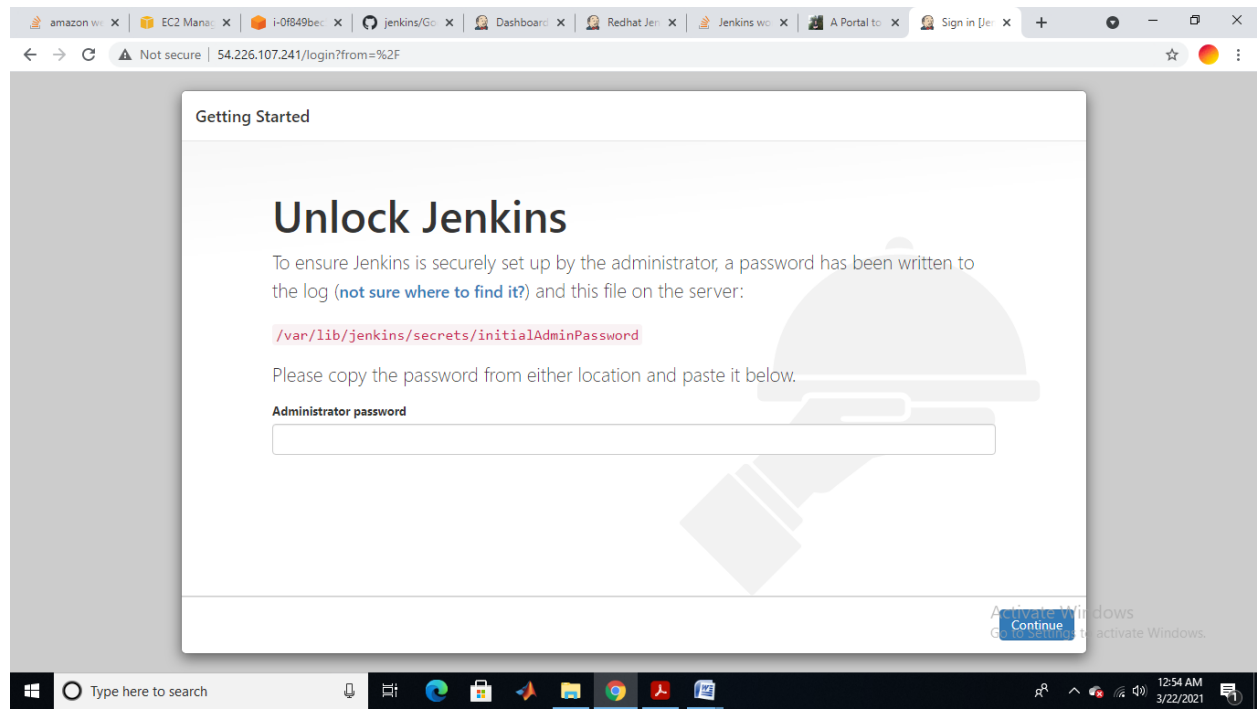 amazon we
EC2 Manag
i-0f849bec
jenkins/Go
Dashboard
Redhat Jen
Jenkins wo
A Portal to
Sign in [Jen
Not secure
54.226.107.241/login?from=%2F
Getting Started
Unlock Jenkins
To ensure Jenkins is securely set up by the administrator, a password has been written to
the log (not sure where to find it?) and this file on the server:
/var/lib/jenkins/secrets/initialAdminPassword
Please copy the password from either location and paste it below.
Administrator password
Activate Windows
Go to Settings to activate Windows.
Continue
Type here to search
12:54 AM
3/22/2021
1